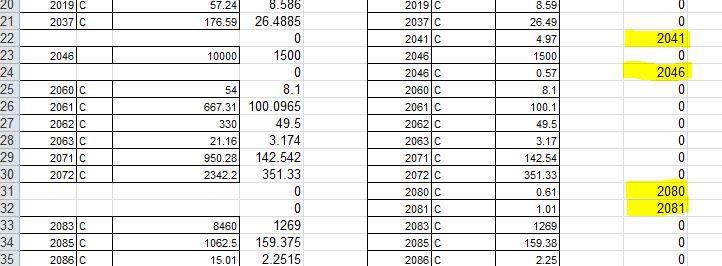 20 2019 C 57.24 8.586 2019 C 8.59 0
21 2037 C 176.59 26.4885 2037 C 26.49 0
22 0 2041 C 4.97 2041
23 2046 10000 1500 2046 1500 0
24 0 2046 C 0.57 2046
25 2060 C 54 8.1 2060 C 8.1 0
26 2061 C 667.31 100.0965 2061 C 100.1 0
27 2062 C 330 49.5 2062 C 49.5 0
28 2063 C 21.16 3.174 2063 C 3.17 0
29 2071 C 950.28 142.542 2071 C 142.54 0
30 2072 C 2342.2 351.33 2072 C 351.33 0
31 0 2080 C 0.61 2080
32 0 2081 C 1.01 2081
33 2083 C 8460 1269 2083 C 1269 0
34 2085 C 1062.5 159.375 2085 C 159.38 0
35 2086 C 15.01 2.2515 2086 C 2.25 0